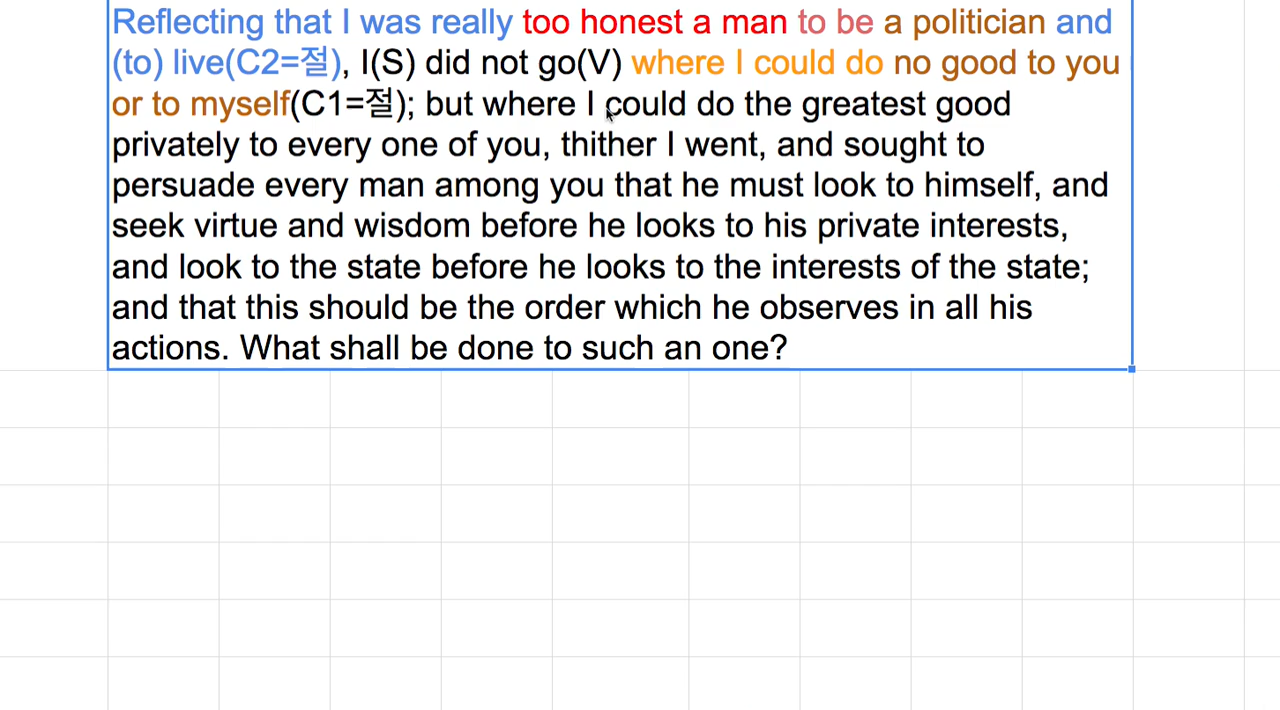 Reflecting that I was really too honest a man to be a politician and
(to) live(C2=절), I(S) did not go(V) where I could do no good to you
or to myself(C1=절); but where I could do the greatest good
privately to every one of you, thither I went, and sought to
persuade every man among you that he must look to himself, and
seek virtue and wisdom before he looks to his private interests,
and look to the state before he looks to the interests of the state;
and that this should be the order which he observes in all his
actions. What shall be done to such an one?